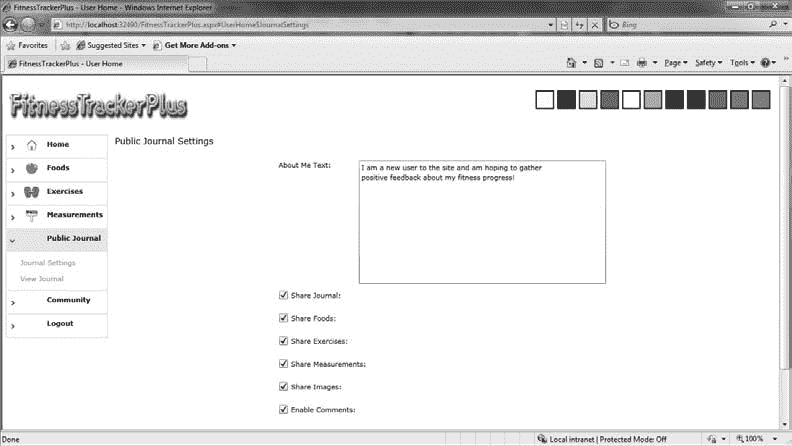 FitnessTrackerPlus - User Home - Windows Internet Explorer
http://localhost:32490/FitnessTrackerPlus.aspx#UserHome$JournalSettings
Bing
Favorites Suggested Sites Get More Add-ons
FitnessTrackerPlus - User Home
Page Safety Tools
FitnessTrackerPlus
Home
Foods
Exercises
Measurements
Public Journal
Journal Settings
View Journal
Community
Logout
Public Journal Settings
About Me Text:
I am a new user to the site and am hoping to gather
positive feedback about my fitness progress!
Share Journal:
Share Foods:
Share Exercises:
Share Measurements:
Share Images:
Enable Comments:
Done
Local intranet | Protected Mode: Off
100%